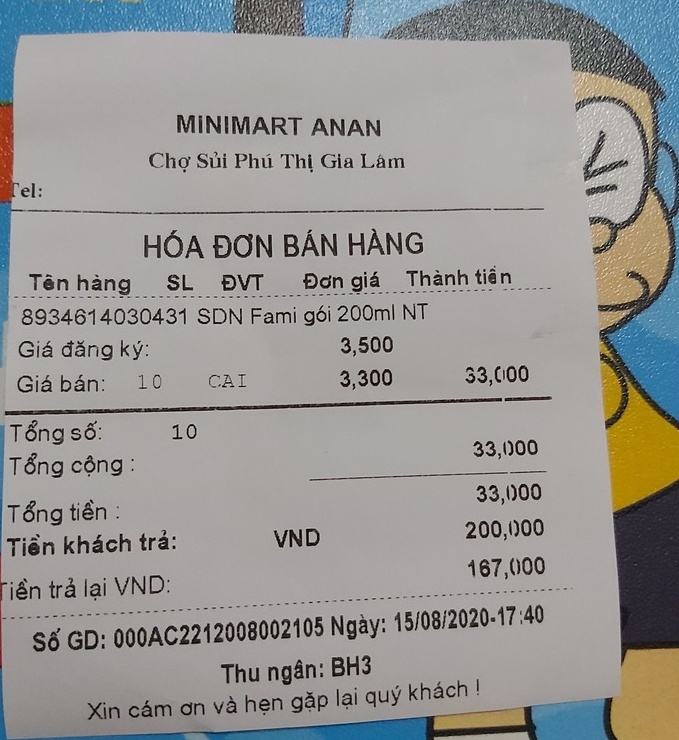 MINIMART ANAN
Chợ Sủi Phú Thị Gia Lâm
Tel:
HÓA ĐƠN BÁN HÀNG
Tên hàng SL ĐVT Đơn giá Thành tiền
8934614030431 SDN Fami gói 200ml NT
Giá đăng ký: 3,500
Giá bán: 10 CAI 3,300 33,000
Tổng số: 10
Tổng cộng : 33,000
Tổng tiền : 33,000
Tiền khách trả: VND 200,000
Tiền trả lại VND: 167,000
Số GD: 000AC2212008002105 Ngày: 15/08/2020-17:40
Thu ngân: BH3
Xin cám ơn và hẹn gặp lại quý khách !